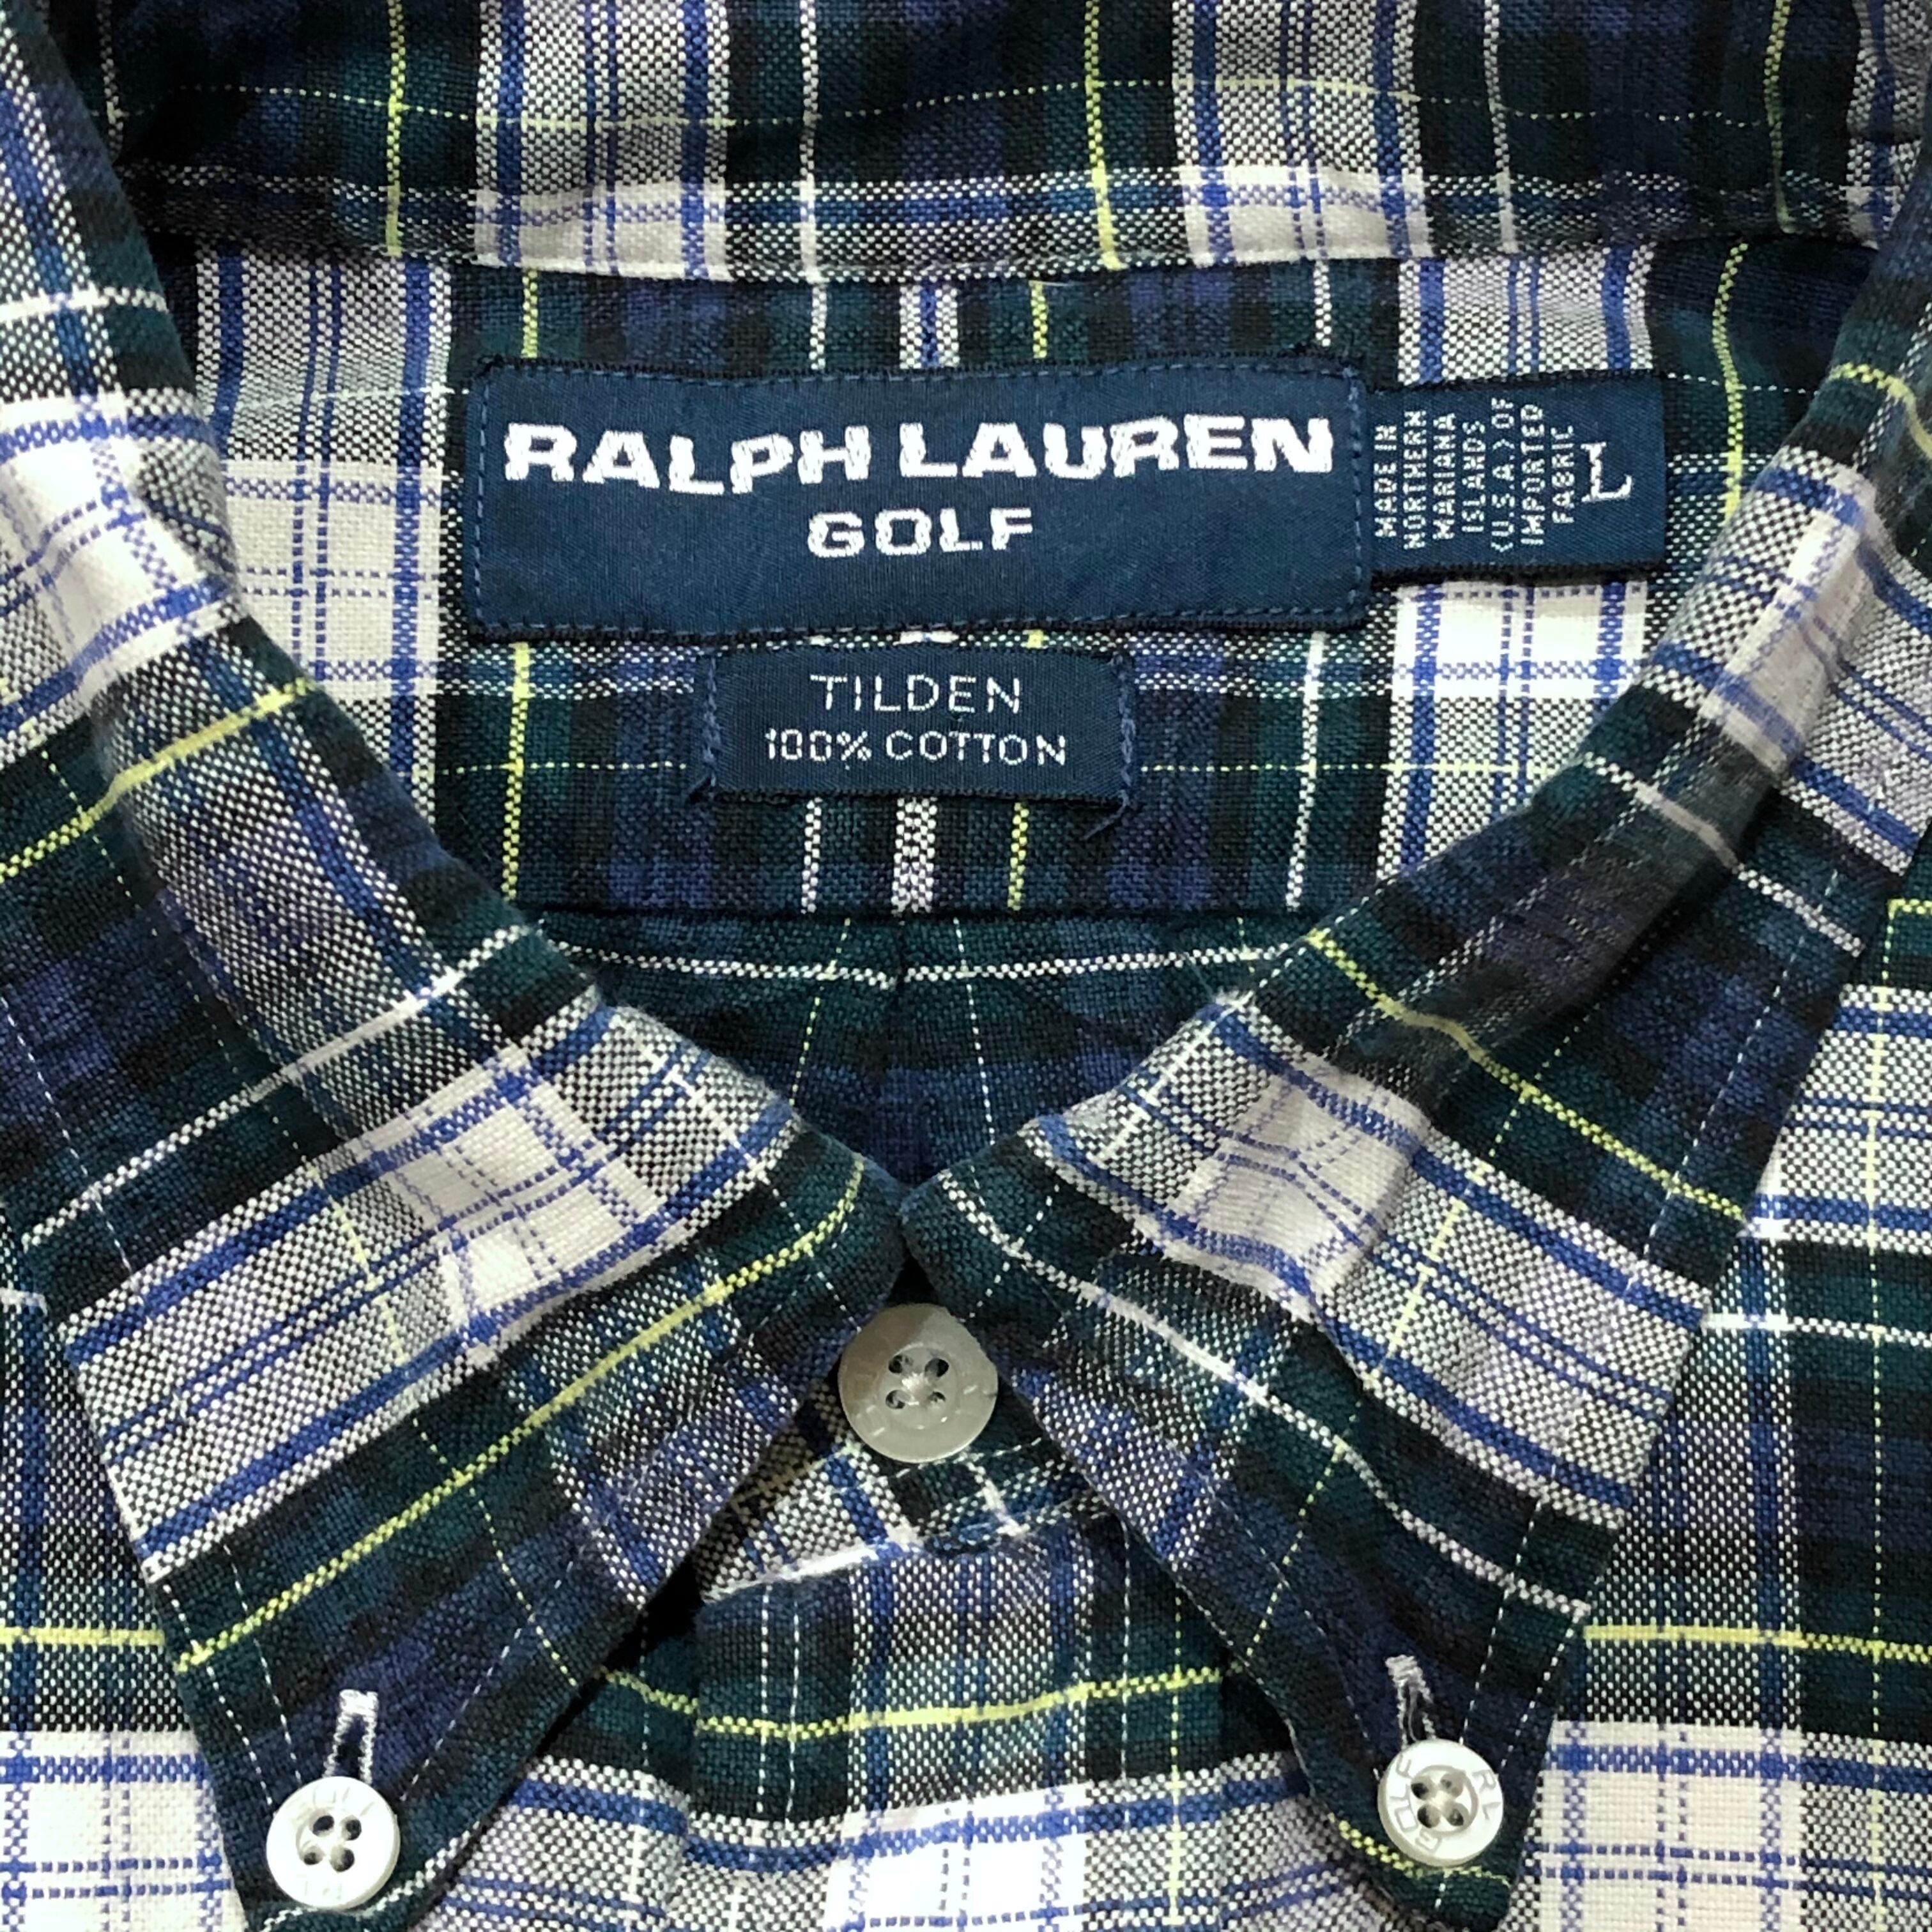 RALPH LAUREN
GOLF
MADE IN
NORTHERN
MARIANA
ISLANDS
(U.S.A.) OF
IMPORTED
FABRIC
L
TILDEN
100% COTTON